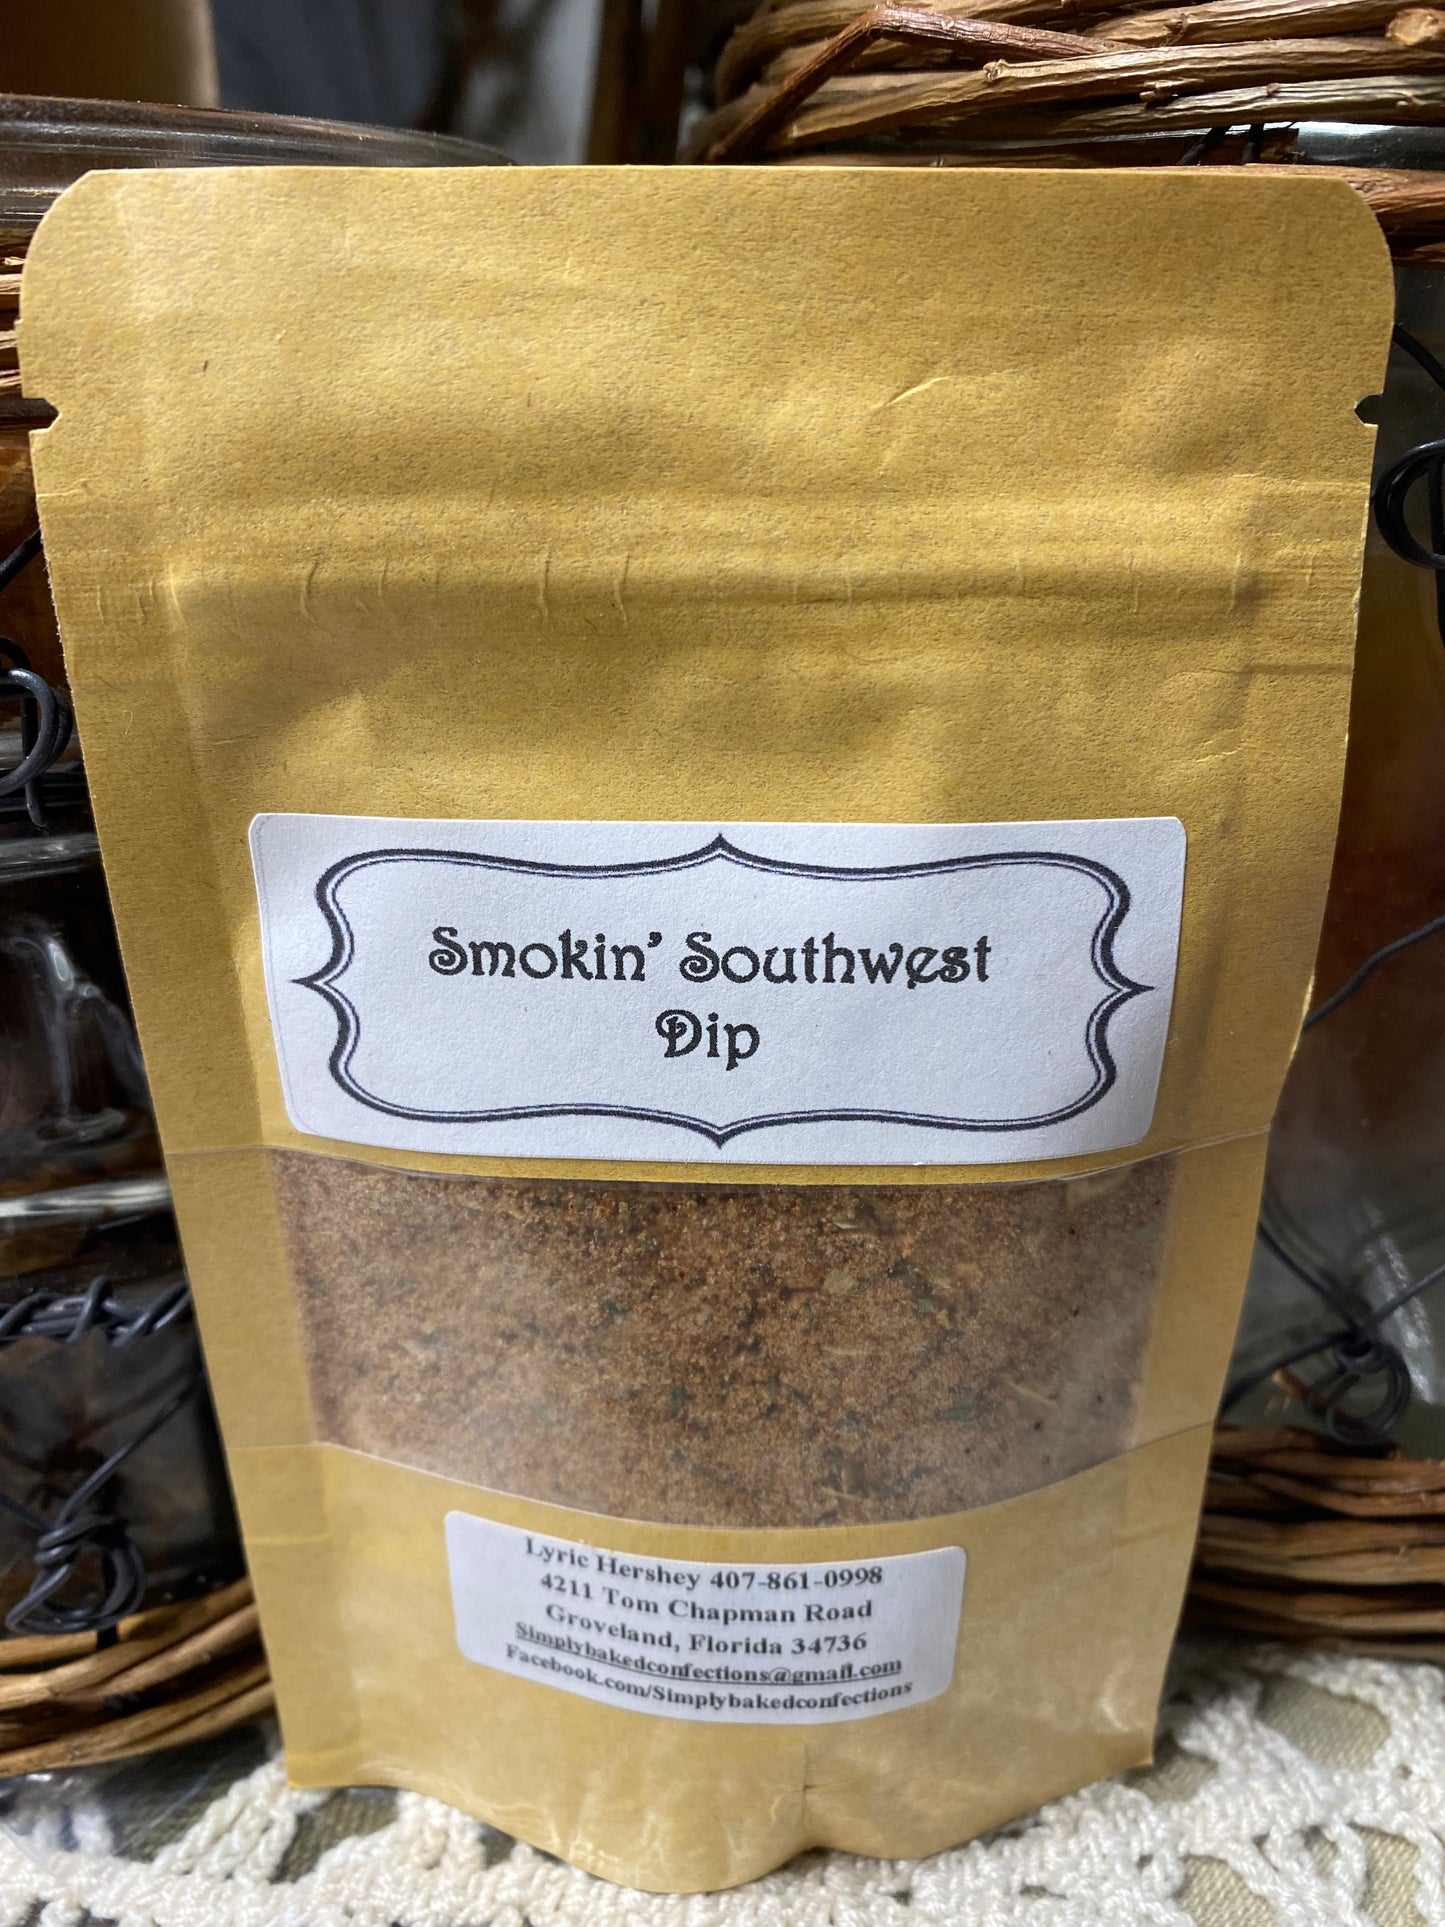 Smokin' Southwest
Dip
Lyric Hershey 407-861-0998
4211 Tom Chapman Road
Groveland, Florida 34736
Simplybakedconfections@gmail.com
Facebook.com/Simplybakedconfections